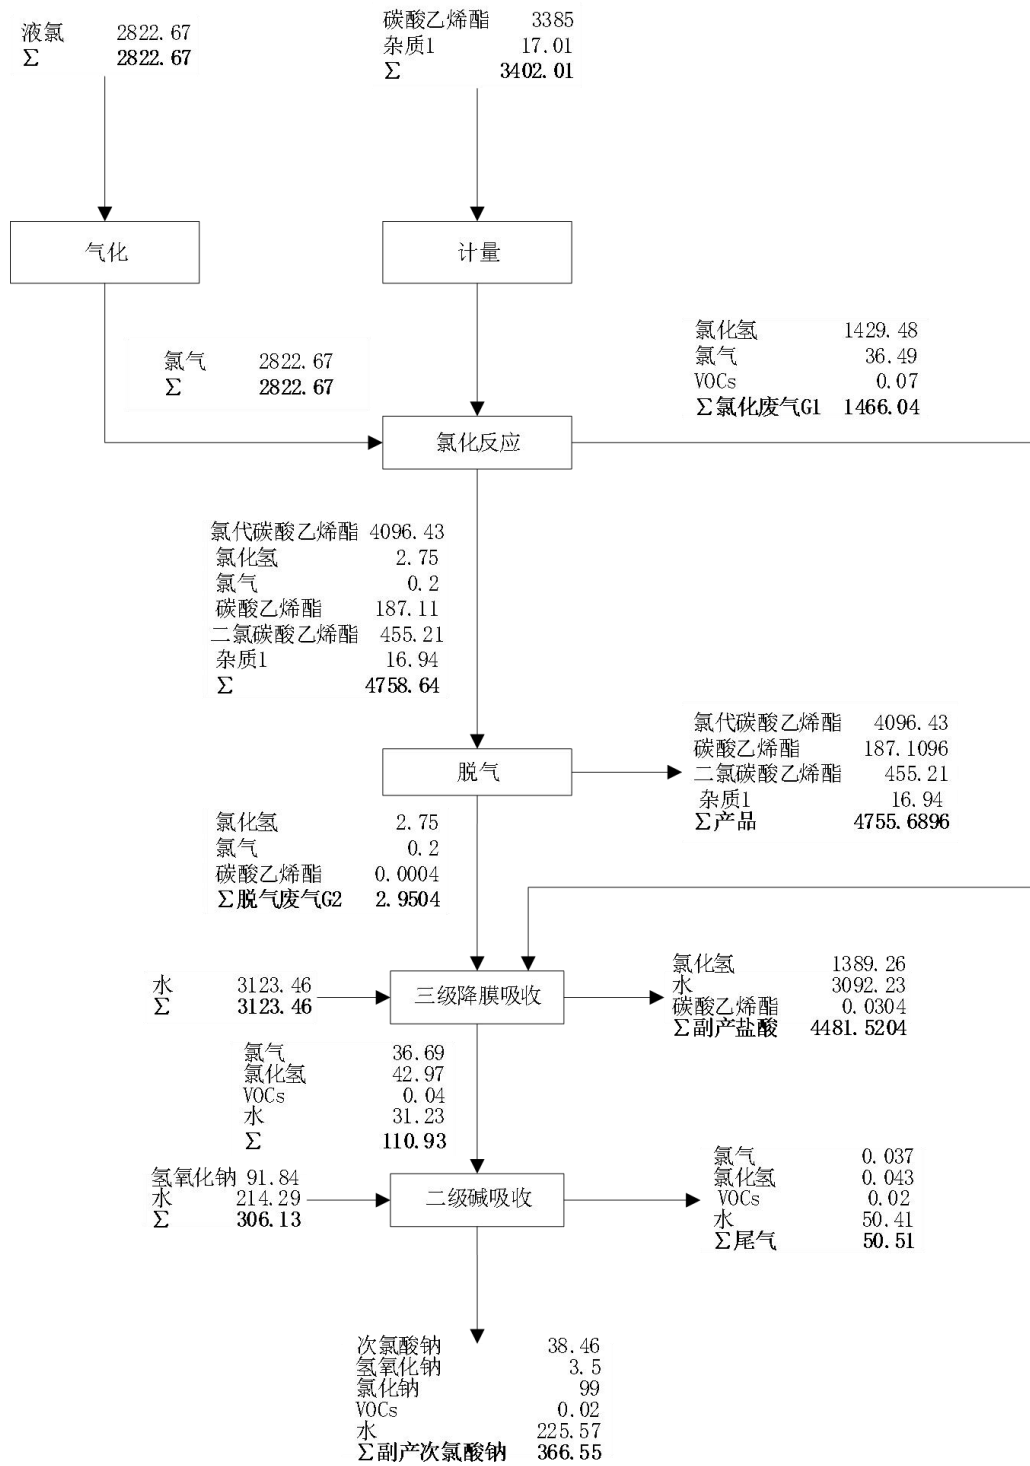 液氯 2822.67
Σ 2822.67
碳酸乙烯酯 3385
杂质1 17.01
Σ 3402.01
气化
计量
氯气 2822.67
Σ 2822.67
氯化氢 1429.48
氯气 36.49
VOCs 0.07
Σ氯化废气G1 1466.04
氯化反应
氯代碳酸乙烯酯 4096.43
氯化氢 2.75
氯气 0.2
碳酸乙烯酯 187.11
二氯碳酸乙烯酯 455.21
杂质1 16.94
Σ 4758.64
脱气
氯代碳酸乙烯酯 4096.43
碳酸乙烯酯 187.1096
二氯碳酸乙烯酯 455.21
杂质1 16.94
Σ产品 4755.6896
氯化氢 2.75
氯气 0.2
碳酸乙烯酯 0.0004
Σ脱气废气G2 2.9504
水 3123.46
Σ 3123.46
三级降膜吸收
氯化氢 1389.26
水 3092.23
碳酸乙烯酯 0.0304
Σ副产盐酸 4481.5204
氯气 36.69
氯化氢 42.97
VOCs 0.04
水 31.23
Σ 110.93
氢氧化钠 91.84
水 214.29
Σ 306.13
二级碱吸收
氯气 0.037
氯化氢 0.043
VOCs 0.02
水 50.41
Σ尾气 50.51
次氯酸钠 38.46
氢氧化钠 3.5
氯化钠 99
VOCs 0.02
水 225.57
Σ副产次氯酸钠 366.55